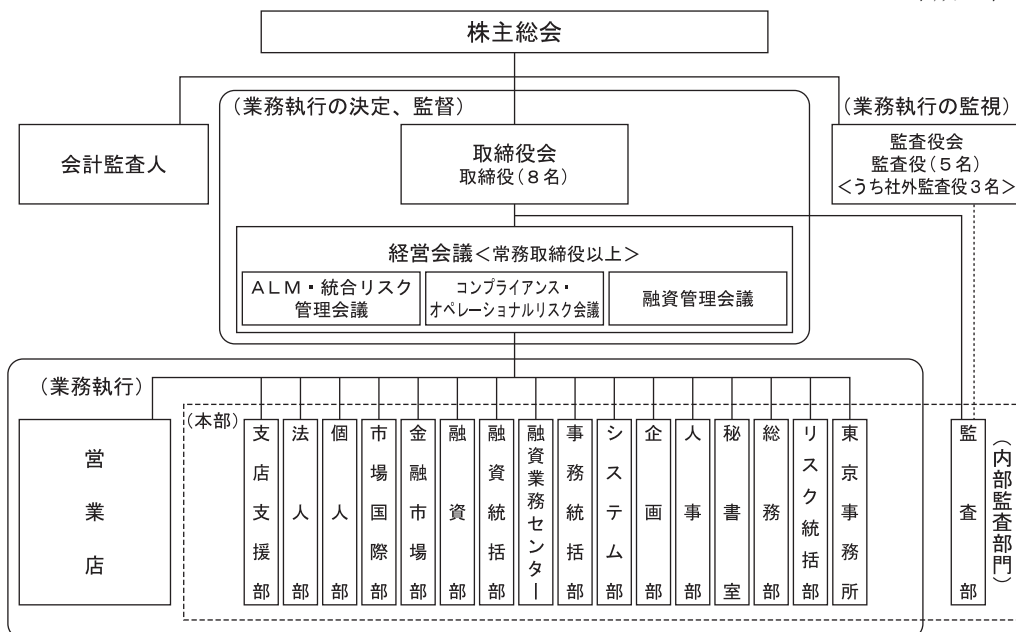 株主総会
(業務執行の決定、監督)
(業務執行の監視)
会計監査人
取締役会
取締役(8名)
監査役会
監査役(5名)
<うち社外監査役3名>
経営会議<常務取締役以上>
ALM・統合リスク
管理会議
コンプライアンス・
オペレーショナルリスク会議
融資管理会議
(業務執行)
(本部)
営業店
支店支援部
法人部
個人部
市場国際部
金融市場部
融資部
融資統括部
融資業務センター
事務統括部
システム部
企画部
人事部
秘書室
総務部
リスク統括部
東京事務所
監査部
(内部監査部門)